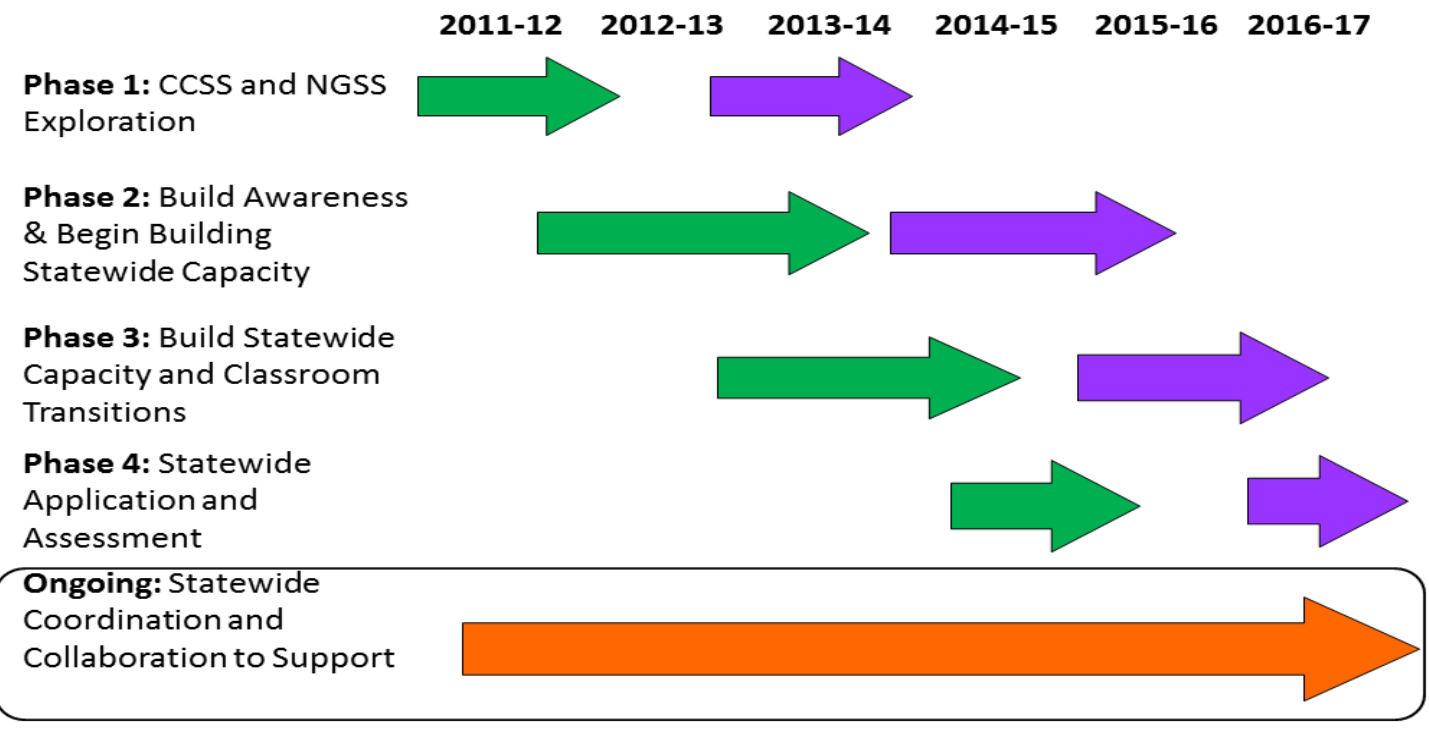 2011-12 2012-13 2013-14 2014-15 2015-16 2016-17
Phase 1: CCSS and NGSS
Exploration
Phase 2: Build Awareness
& Begin Building
Statewide Capacity
Phase 3: Build Statewide
Capacity and Classroom
Transitions
Phase 4: Statewide
Application and
Assessment
Ongoing: Statewide
Coordination and
Collaboration to Support